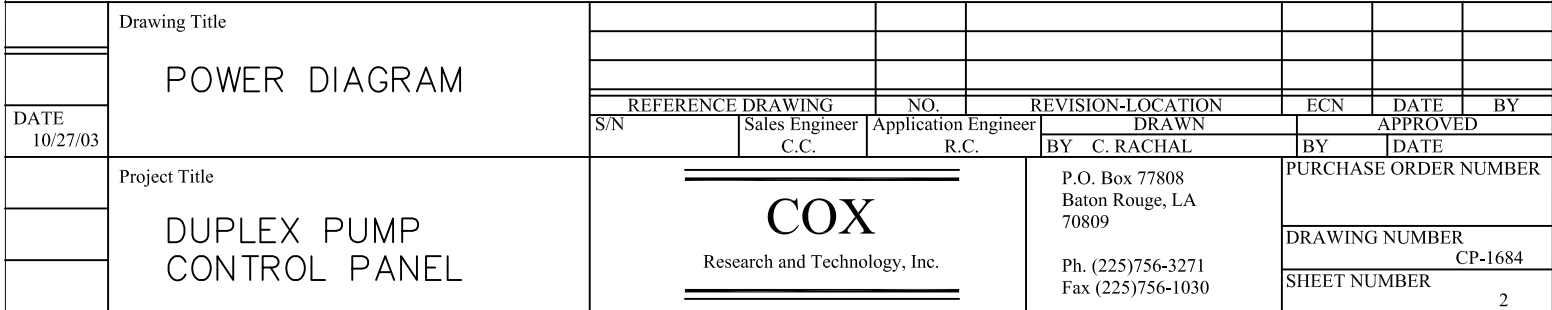 Drawing Title
POWER DIAGRAM
DATE
10/27/03
REFERENCE DRAWING NO. REVISION-LOCATION ECN DATE BY
S/N Sales Engineer Application Engineer DRAWN APPROVED
C.C. R.C. BY C. RACHAL BY DATE
Project Title
DUPLEX PUMP
CONTROL PANEL
COX
Research and Technology, Inc.
P.O. Box 77808
Baton Rouge, LA
70809
Ph. (225)756-3271
Fax (225)756-1030
PURCHASE ORDER NUMBER
DRAWING NUMBER
CP-1684
SHEET NUMBER
2